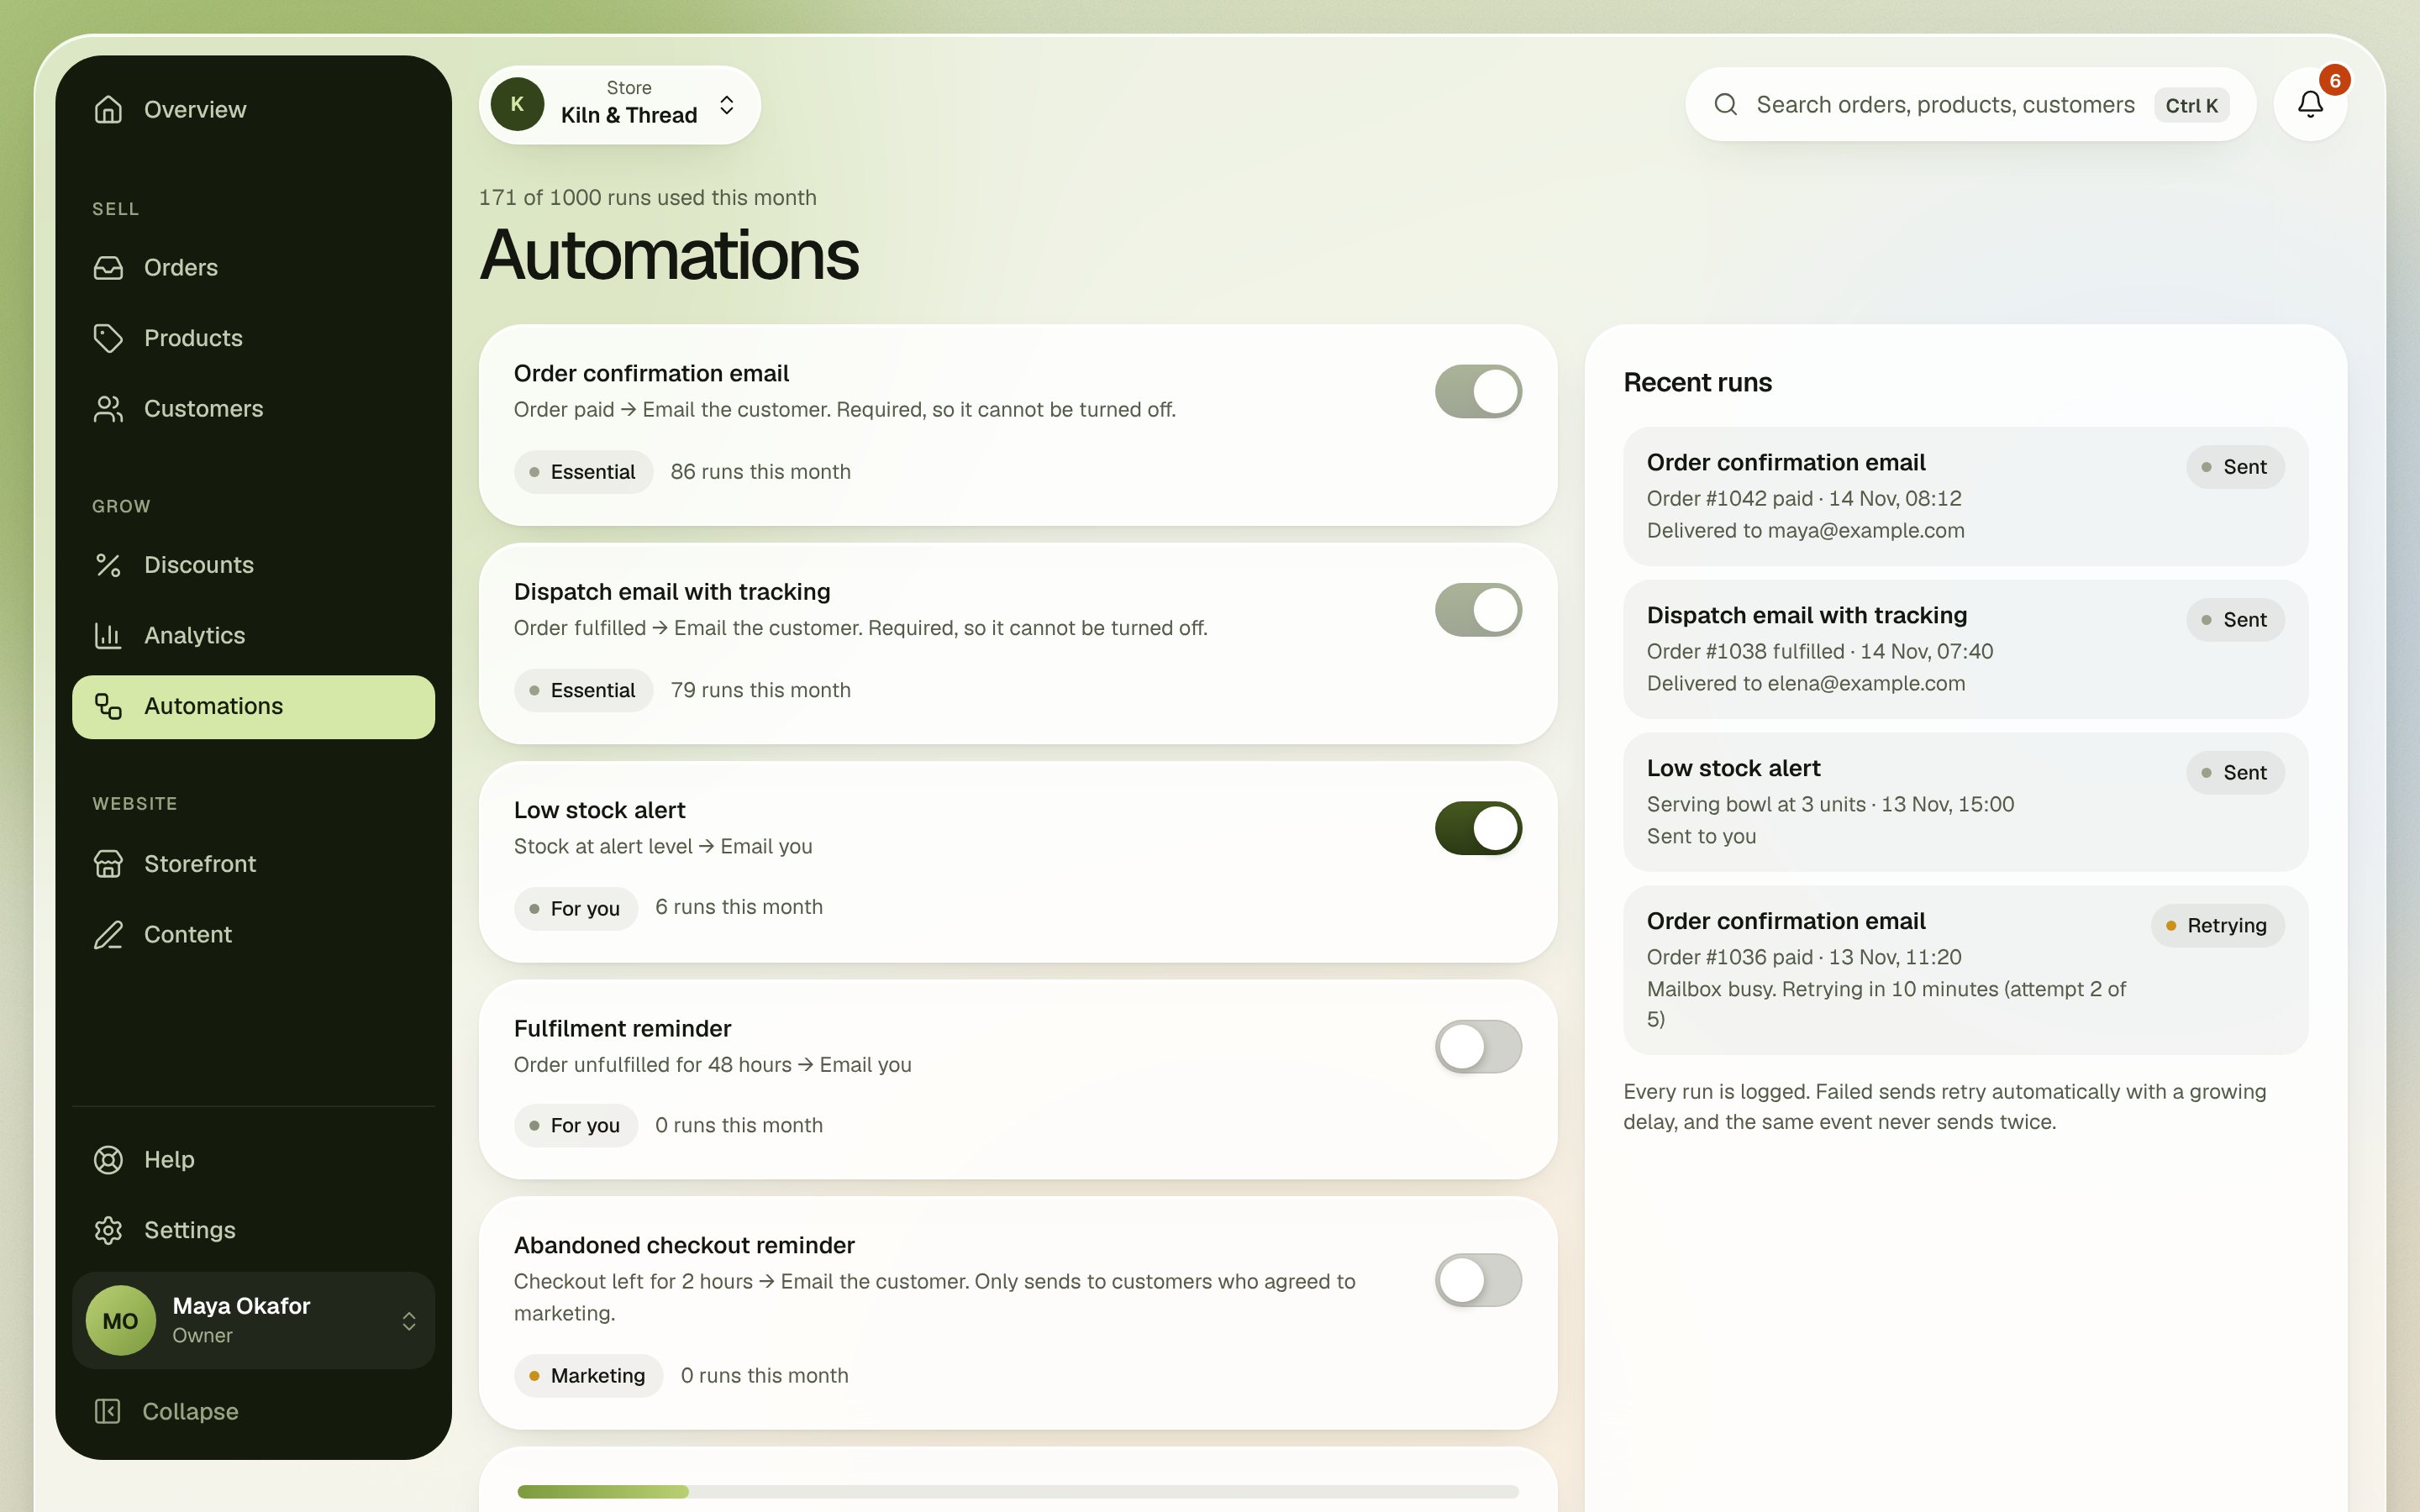 Overview
SELL
Orders
Products
Customers
GROW
Discounts
Analytics
Automations
WEBSITE
Storefront
Content
Help
Settings
MO
Maya Okafor
Owner
Collapse
K
Store
Kiln & Thread
Search orders, products, customers
Ctrl K
6
171 of 1000 runs used this month
Automations
Order confirmation email
Order paid → Email the customer. Required, so it cannot be turned off.
Essential
86 runs this month
Dispatch email with tracking
Order fulfilled → Email the customer. Required, so it cannot be turned off.
Essential
79 runs this month
Low stock alert
Stock at alert level → Email you
For you
6 runs this month
Fulfilment reminder
Order unfulfilled for 48 hours → Email you
For you
0 runs this month
Abandoned checkout reminder
Checkout left for 2 hours → Email the customer. Only sends to customers who agreed to
marketing.
Marketing
0 runs this month
Recent runs
Order confirmation email
Sent
Order #1042 paid · 14 Nov, 08:12
Delivered to maya@example.com
Dispatch email with tracking
Sent
Order #1038 fulfilled · 14 Nov, 07:40
Delivered to elena@example.com
Low stock alert
Sent
Serving bowl at 3 units · 13 Nov, 15:00
Sent to you
Order confirmation email
Retrying
Order #1036 paid · 13 Nov, 11:20
Mailbox busy. Retrying in 10 minutes (attempt 2 of
5)
Every run is logged. Failed sends retry automatically with a growing
delay, and the same event never sends twice.